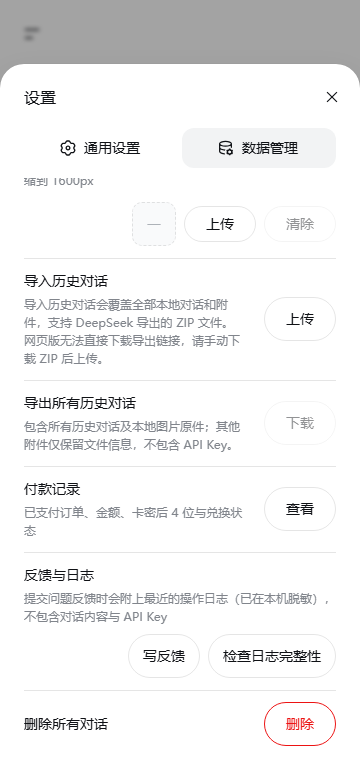 设置
通用设置
数据管理
缩到 1600px
—
上传
清除
导入历史对话
导入历史对话会覆盖全部本地对话和附
件，支持 DeepSeek 导出的 ZIP 文件。
网页版无法直接下载导出链接，请手动下
载 ZIP 后上传。
上传
导出所有历史对话
包含所有历史对话及本地图片原件；其他
附件仅保留文件信息，不包含 API Key。
下载
付款记录
已支付订单、金额、卡密后 4 位与兑换状
态
查看
反馈与日志
提交问题反馈时会附上最近的操作日志（已在本机脱敏），
不包含对话内容与 API Key
写反馈
检查日志完整性
删除所有对话
删除